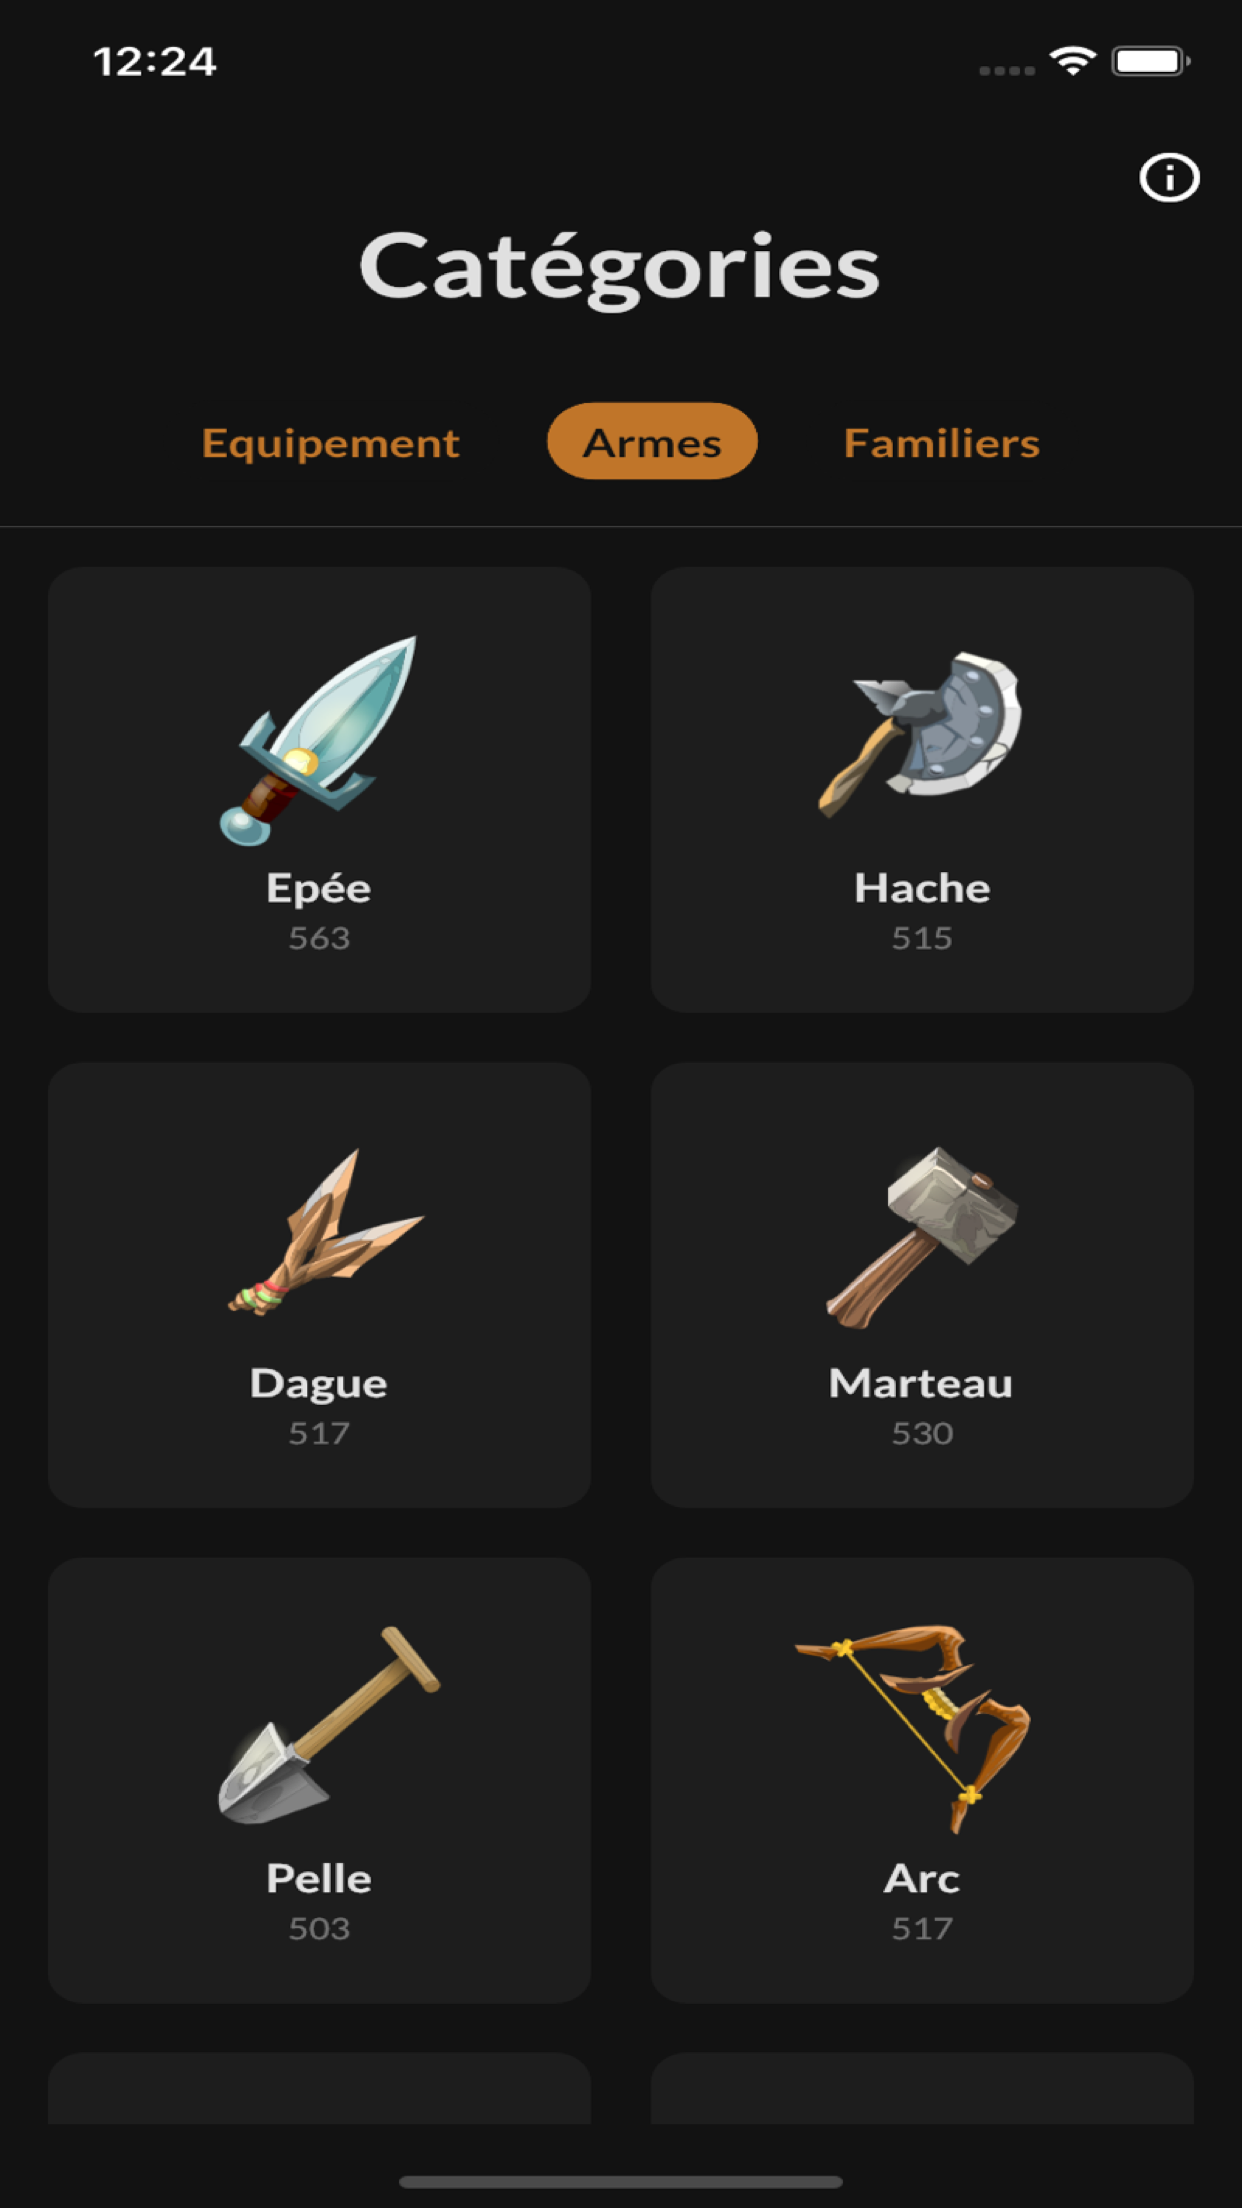 12:24
Catégories
Equipement Armes Familiers
Epée Hache
563 515
Dague Marteau
517 530
Pelle Arc
503 517